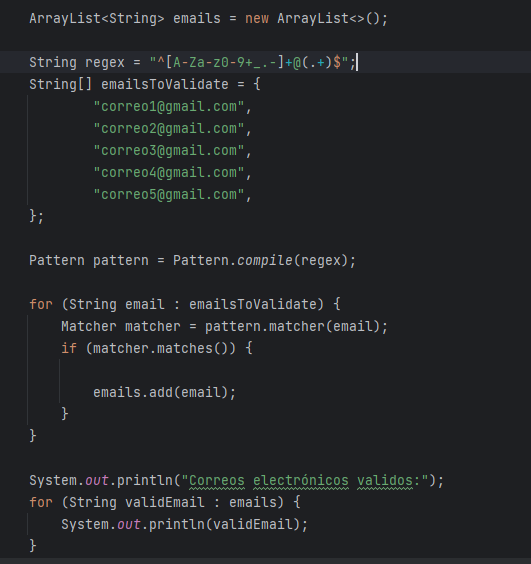 ArrayList<String> emails = new ArrayList<>();
String regex = "^[A-Za-z0-9+_.-]+@(.+)$";
String[] emailsToValidate = {
"correo1@gmail.com",
"correo2@gmail.com",
"correo3@gmail.com",
"correo4@gmail.com",
"correo5@gmail.com",
};
Pattern pattern = Pattern.compile(regex);
for (String email : emailsToValidate) {
Matcher matcher = pattern.matcher(email);
if (matcher.matches()) {
emails.add(email);
}
}
System.out.println("Correos electrónicos validos:");
for (String validEmail : emails) {
System.out.println(validEmail);
}